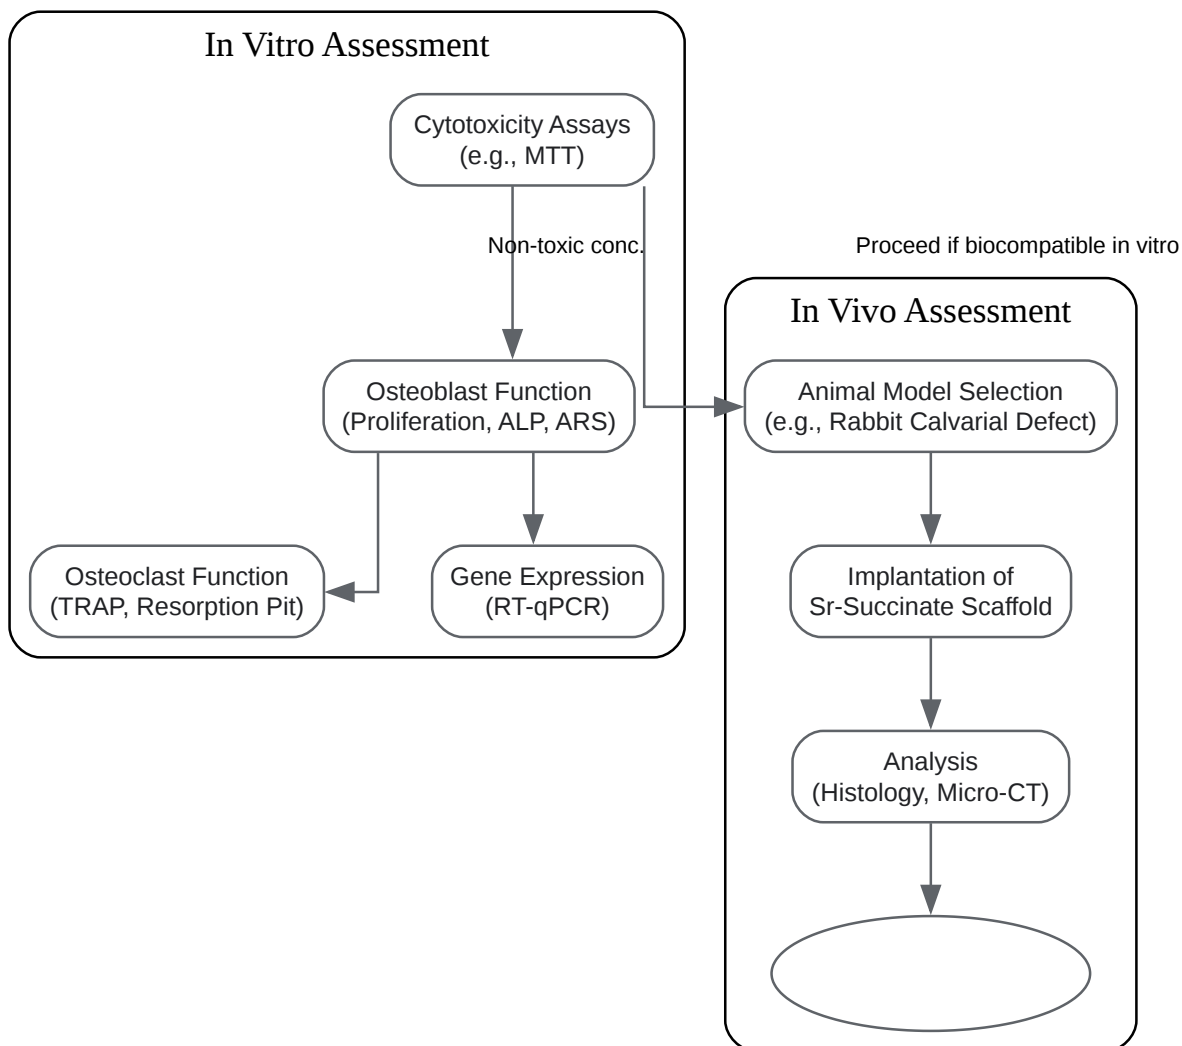 In Vitro Assessment
Cytotoxicity Assays
(e.g., MTT)
Non-toxic conc.
Proceed if biocompatible in vitro
Osteoblast Function
(Proliferation, ALP, ARS)
Osteoclast Function
(TRAP, Resorption Pit)
Gene Expression
(RT-qPCR)
In Vivo Assessment
Animal Model Selection
(e.g., Rabbit Calvarial Defect)
Implantation of
Sr-Succinate Scaffold
Analysis
(Histology, Micro-CT)